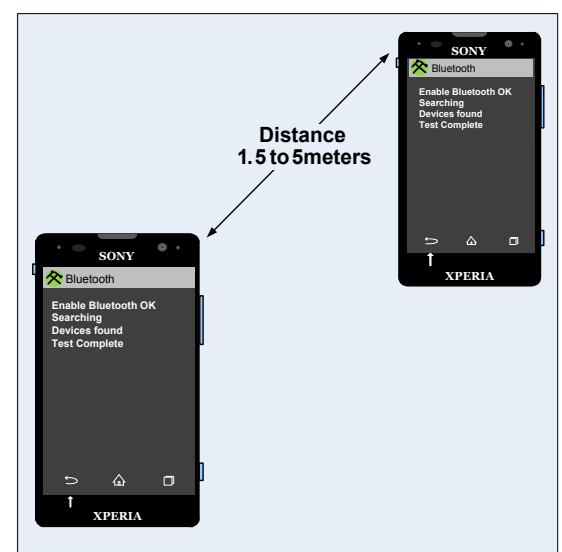 SONY
Bluetooth
Enable Bluetooth OK
Searching
Devices found
Test Complete
XPERIA
Distance
1.5 to 5meters
SONY
Bluetooth
Enable Bluetooth OK
Searching
Devices found
Test Complete
XPERIA